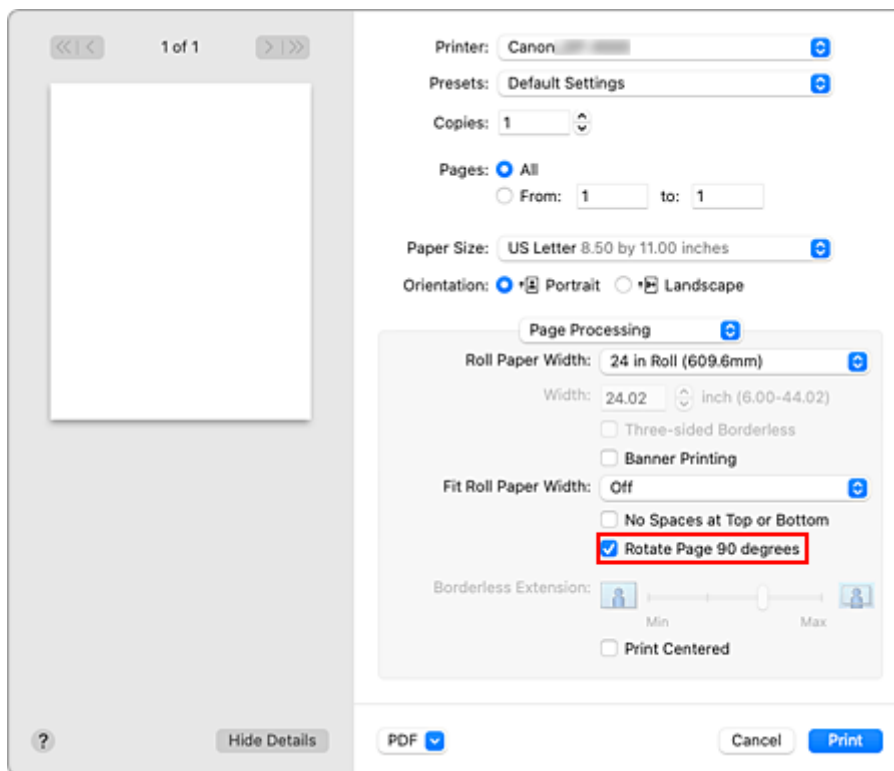 1 of 1
Printer: Canon
Presets: Default Settings
Copies: 1
Pages: All
From: 1 to: 1
Paper Size: US Letter 8.50 by 11.00 inches
Orientation: Portrait Landscape
Page Processing
Roll Paper Width: 24 in Roll (609.6mm)
Width: 24.02 inch (6.00-44.02)
Three-sided Borderless
Banner Printing
Fit Roll Paper Width: Off
No Spaces at Top or Bottom
Rotate Page 90 degrees
Borderless Extension:
Min Max
Print Centered
? Hide Details PDF Cancel Print